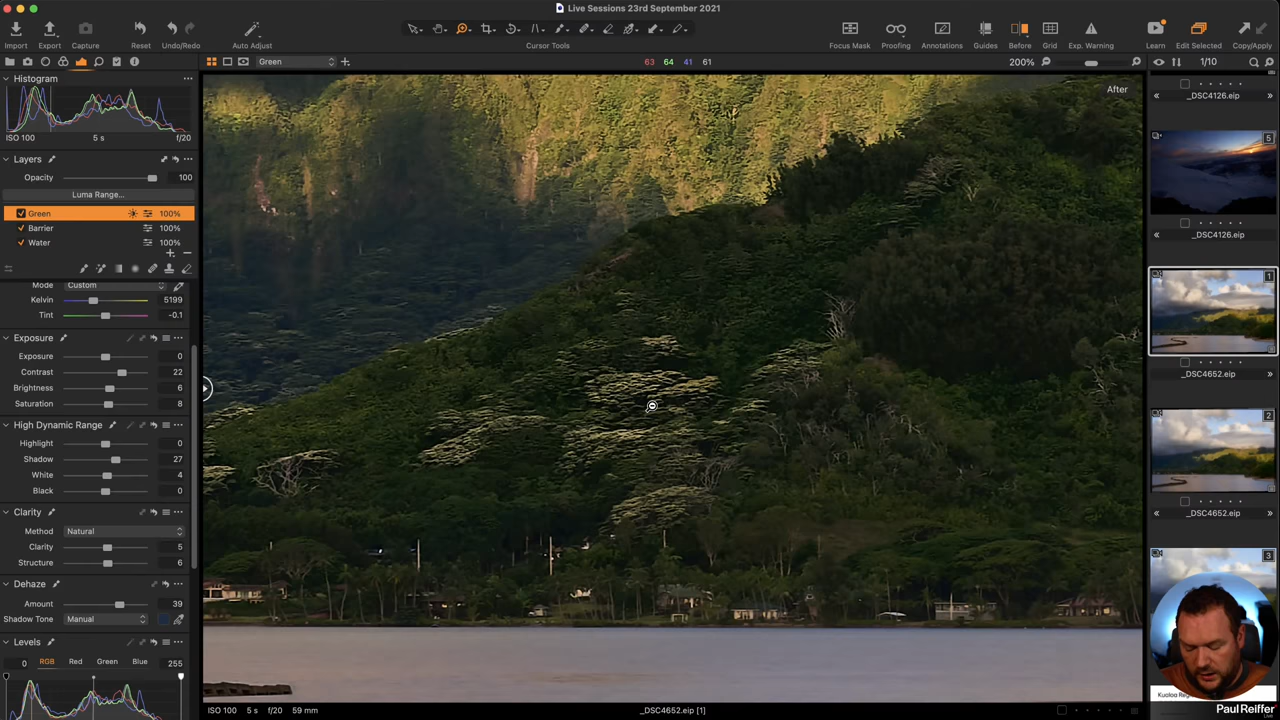 Live Sessions 23rd September 2021
Import
Export
Capture
Reset
Undo/Redo
Auto Adjust
Cursor Tools
Focus Mask
Proofing
Annotations
Guides
Before
Grid
Exp. Warning
Learn
Edit Selected
Copy/Apply
Green
63 64 41 61
200%
1/10
Histogram
ISO 100 5 s f/20
Layers
Opacity 100
Luma Range...
Green 100%
Barrier 100%
Water 100%
Mode Custom
Kelvin 5199
Tint -0.1
Exposure
Exposure 0
Contrast 22
Brightness 6
Saturation 8
High Dynamic Range
Highlight 0
Shadow 27
White 4
Black 0
Clarity
Method Natural
Clarity 5
Structure 6
Dehaze
Amount 39
Shadow Tone Manual
Levels
0 RGB Red Green Blue 255
After
ISO 100 5 s f/20 59 mm
_DSC4652.eip [1]
_DSC4126.eip
5
_DSC4126.eip
1
_DSC4652.eip
2
_DSC4652.eip
3
Paul Reiffer
Live